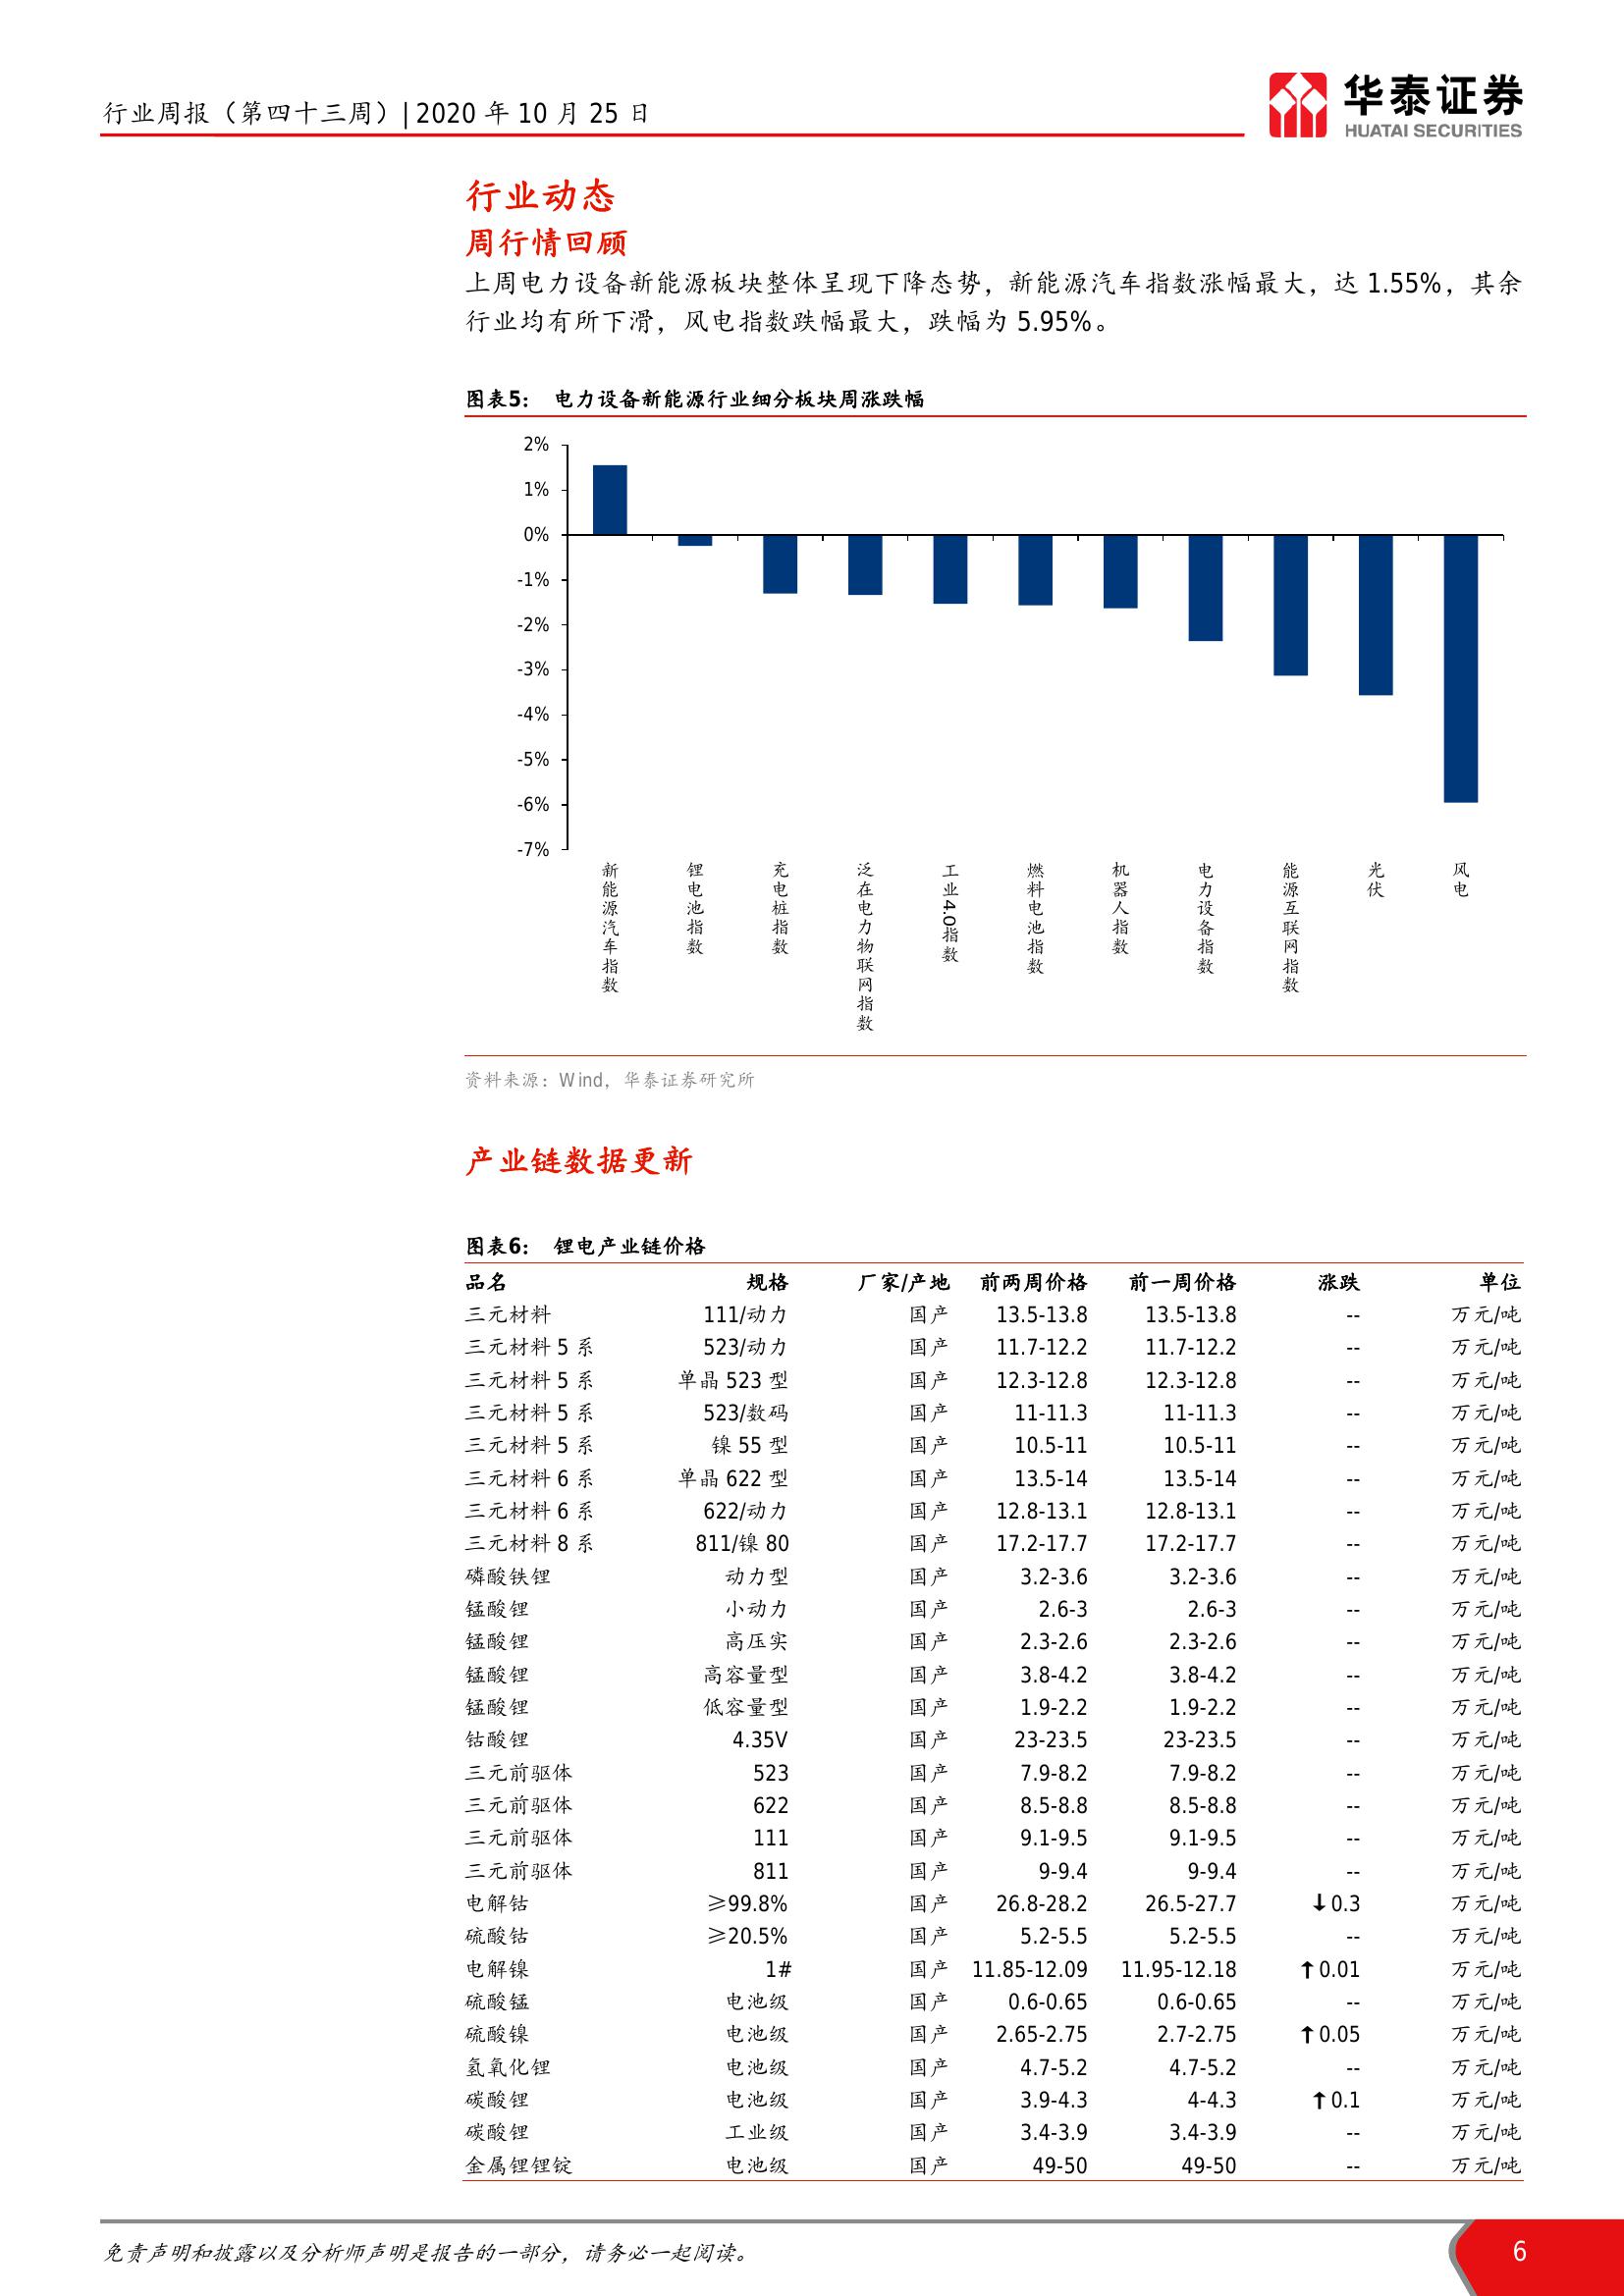 行业周报（第四十三周）| 2020 年 10 月 25 日
华泰证券
HUATAI SECURITIES
行业动态
周行情回顾
上周电力设备新能源板块整体呈现下降态势，新能源汽车指数涨幅最大，达 1.55%，其余
行业均有所下滑，风电指数跌幅最大，跌幅为 5.95%。
图表5： 电力设备新能源行业细分板块周涨跌幅
2%
1%
0%
-1%
-2%
-3%
-4%
-5%
-6%
-7%
新能源汽车指数
锂电池指数
充电桩指数
泛在电力物联网指数
工业4.0指数
燃料电池指数
机器人指数
电力设备指数
能源互联网指数
光伏
风电
资料来源：Wind，华泰证券研究所
产业链数据更新
图表6： 锂电产业链价格
品名 规格 厂家/产地 前两周价格 前一周价格 涨跌 单位
三元材料 111/动力 国产 13.5-13.8 13.5-13.8 -- 万元/吨
三元材料 5 系 523/动力 国产 11.7-12.2 11.7-12.2 -- 万元/吨
三元材料 5 系 单晶 523 型 国产 12.3-12.8 12.3-12.8 -- 万元/吨
三元材料 5 系 523/数码 国产 11-11.3 11-11.3 -- 万元/吨
三元材料 5 系 镍 55 型 国产 10.5-11 10.5-11 -- 万元/吨
三元材料 6 系 单晶 622 型 国产 13.5-14 13.5-14 -- 万元/吨
三元材料 6 系 622/动力 国产 12.8-13.1 12.8-13.1 -- 万元/吨
三元材料 8 系 811/镍 80 国产 17.2-17.7 17.2-17.7 -- 万元/吨
磷酸铁锂 动力型 国产 3.2-3.6 3.2-3.6 -- 万元/吨
锰酸锂 小动力 国产 2.6-3 2.6-3 -- 万元/吨
锰酸锂 高压实 国产 2.3-2.6 2.3-2.6 -- 万元/吨
锰酸锂 高容量型 国产 3.8-4.2 3.8-4.2 -- 万元/吨
锰酸锂 低容量型 国产 1.9-2.2 1.9-2.2 -- 万元/吨
钴酸锂 4.35V 国产 23-23.5 23-23.5 -- 万元/吨
三元前驱体 523 国产 7.9-8.2 7.9-8.2 -- 万元/吨
三元前驱体 622 国产 8.5-8.8 8.5-8.8 -- 万元/吨
三元前驱体 111 国产 9.1-9.5 9.1-9.5 -- 万元/吨
三元前驱体 811 国产 9-9.4 9-9.4 -- 万元/吨
电解钴 ≥99.8% 国产 26.8-28.2 26.5-27.7 ↓0.3 万元/吨
硫酸钴 ≥20.5% 国产 5.2-5.5 5.2-5.5 -- 万元/吨
电解镍 1# 国产 11.85-12.09 11.95-12.18 ↑0.01 万元/吨
硫酸锰 电池级 国产 0.6-0.65 0.6-0.65 -- 万元/吨
硫酸镍 电池级 国产 2.65-2.75 2.7-2.75 ↑0.05 万元/吨
氢氧化锂 电池级 国产 4.7-5.2 4.7-5.2 -- 万元/吨
碳酸锂 电池级 国产 3.9-4.3 4-4.3 ↑0.1 万元/吨
碳酸锂 工业级 国产 3.4-3.9 3.4-3.9 -- 万元/吨
金属锂锂锭 电池级 国产 49-50 49-50 -- 万元/吨
免责声明和披露以及分析师声明是报告的一部分，请务必一起阅读。
6